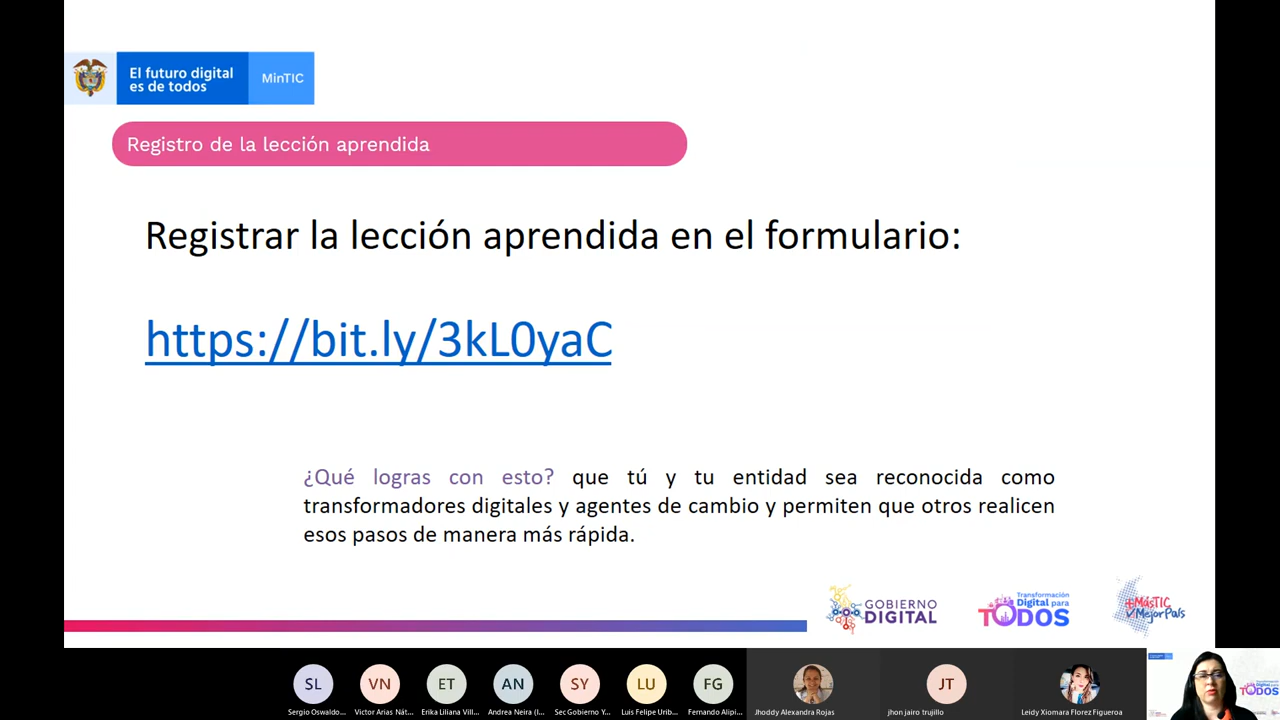 El futuro digital
es de todos
MinTIC
Registro de la lección aprendida
Registrar la lección aprendida en el formulario:
https://bit.ly/3kL0yaC
¿Qué logras con esto? que tú y tu entidad sea reconocida como
transformadores digitales y agentes de cambio y permiten que otros realicen
esos pasos de manera más rápida.
GOBIERNO
DIGITAL
Transformación
Digital para
TODOS
+MásTIC
MejorPaís
SL
VN
ET
AN
SY
LU
FG
JT
Sergio Oswaldo...
Victor Arias Nát...
Erika Liliana Vill...
Andrea Neira (I...
Sec Gobierno Y...
Luis Felipe Urib...
Fernando Alipi...
Jhoddy Alexandra Rojas
jhon jairo trujillo
Leidy Xiomara Florez Figueroa
TODOS